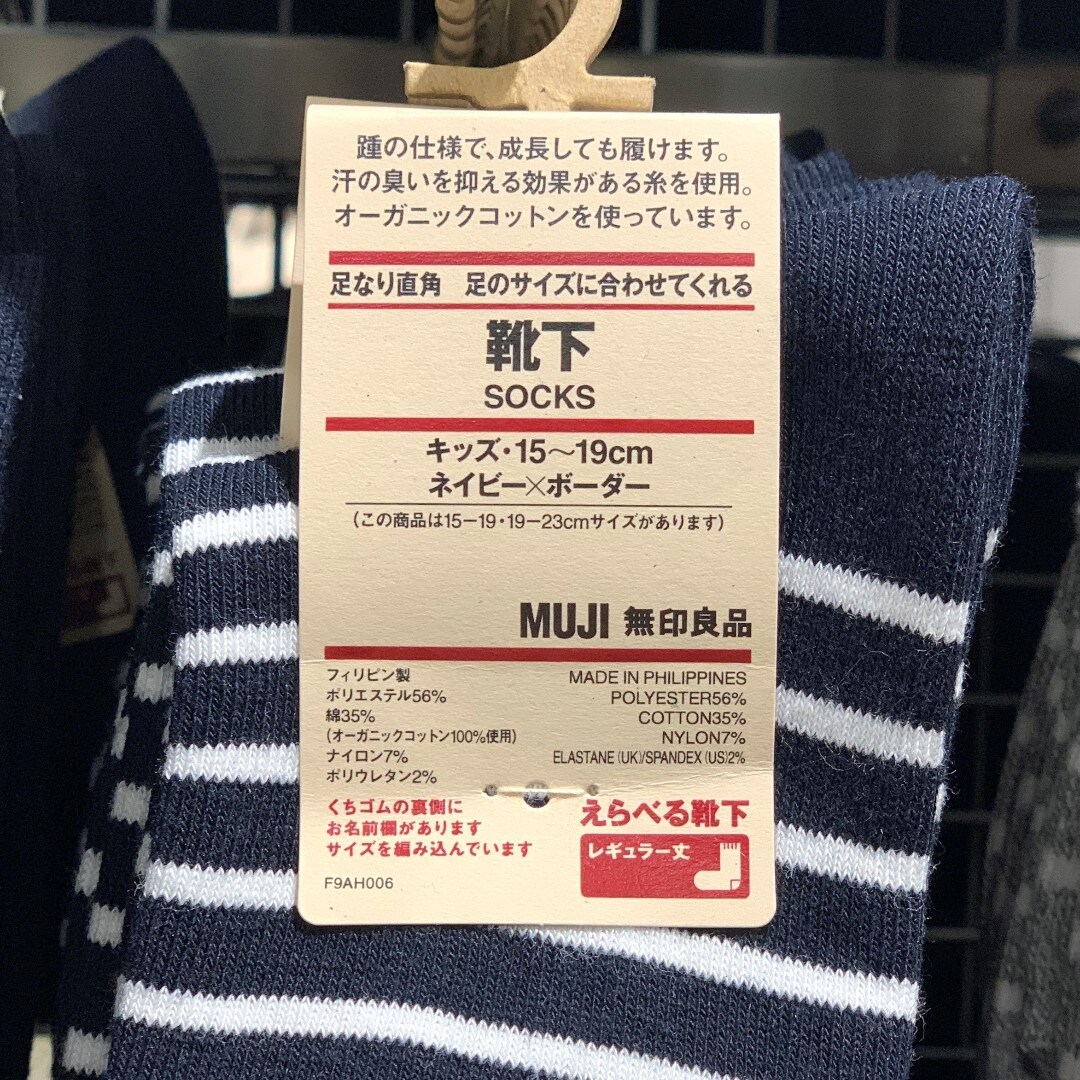 踵の仕様で、成長しても履けます。
汗の臭いを抑える効果がある糸を使用。
オーガニックコットンを使っています。
足なり直角　足のサイズに合わせてくれる
靴下
SOCKS
キッズ・15〜19cm
ネイビー×ボーダー
(この商品は15ー19・19ー23cmサイズがあります)
MUJI 無印良品
フィリピン製
ポリエステル56%
綿35%
(オーガニックコットン100%使用)
ナイロン7%
ポリウレタン2%
MADE IN PHILIPPINES
POLYESTER56%
COTTON35%
NYLON7%
ELASTANE (UK)/SPANDEX (US)2%
くちゴムの裏側に
お名前欄があります
サイズを編み込んでいます
えらべる靴下
レギュラー丈
F9AH006